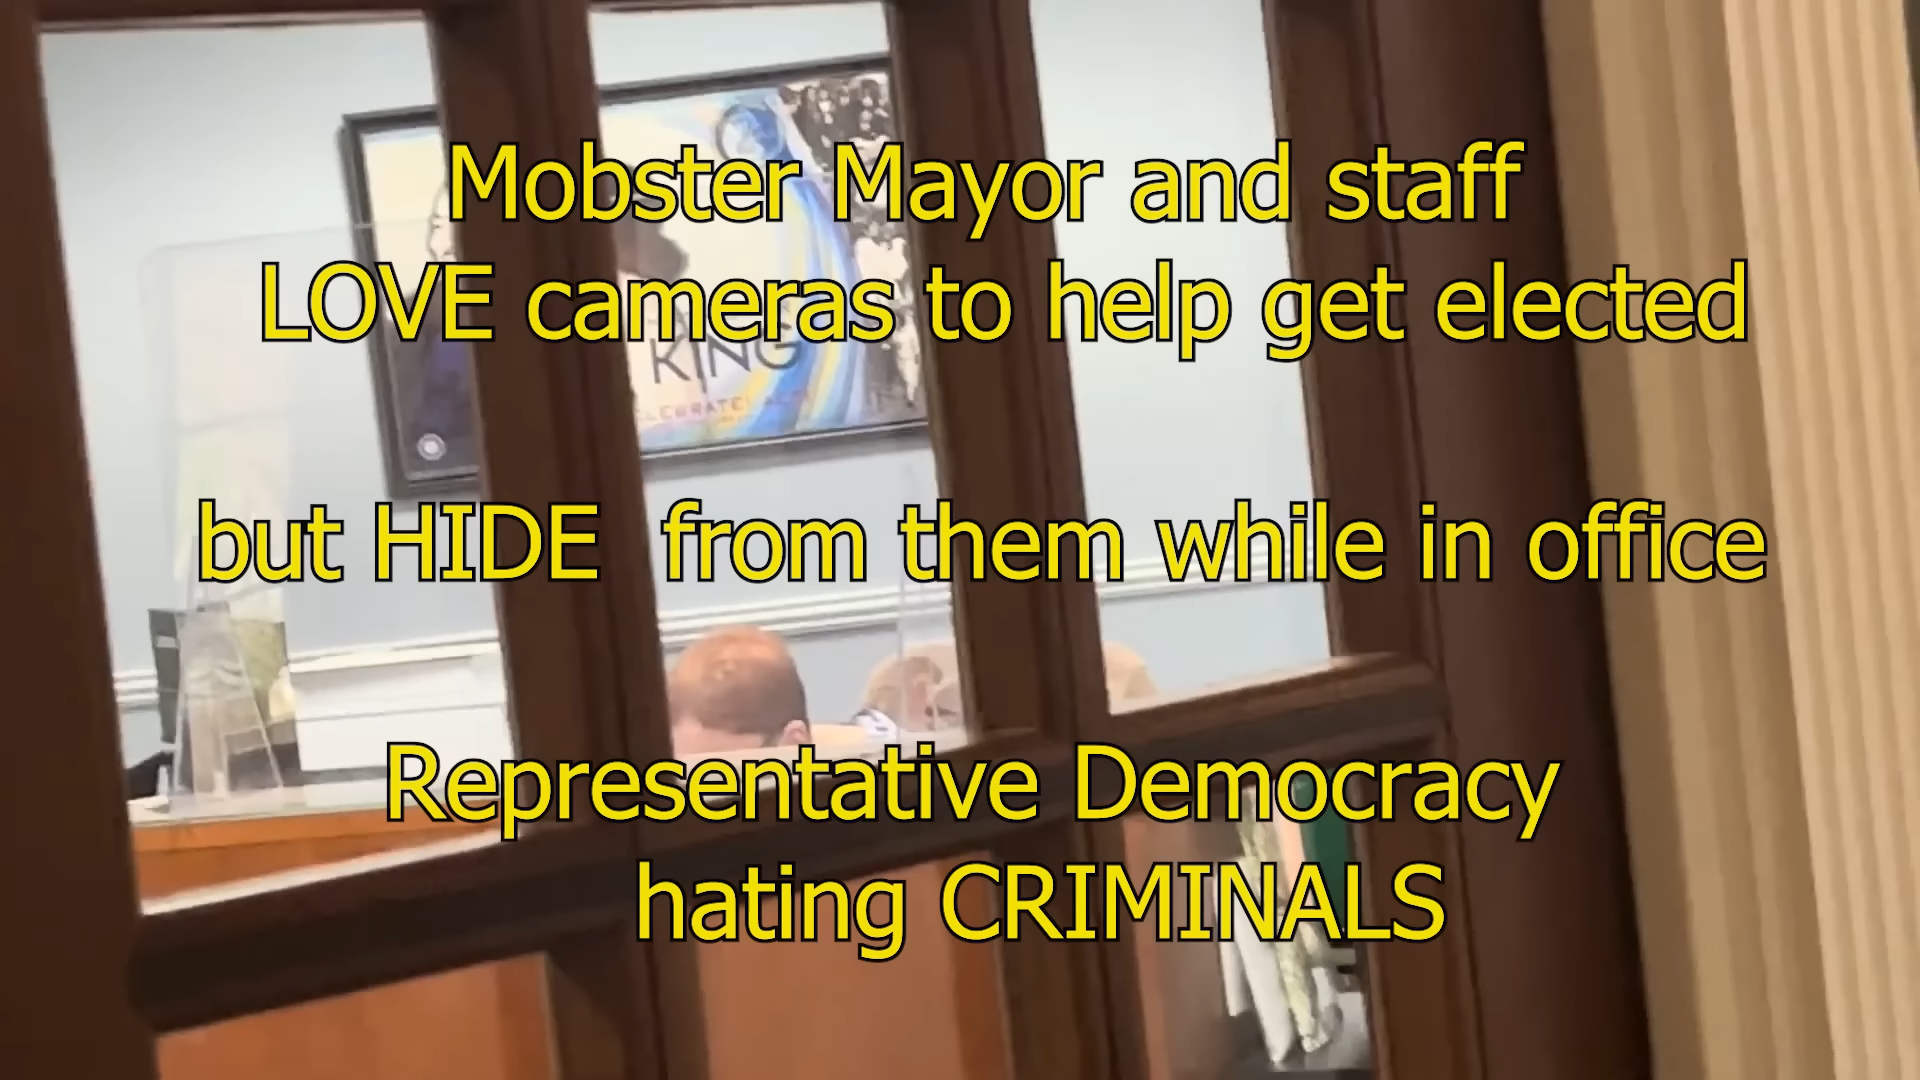 Mobster Mayor and staff
LOVE cameras to help get elected
KING
but HIDE from them while in office
Representative Democracy
hating CRIMINALS